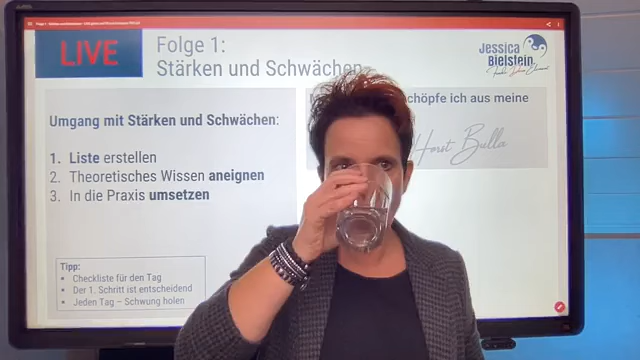 LIVE
Folge 1:
Stärken und Schwächen
Jessica
Bielstein
Umgang mit Stärken und Schwächen:
1. Liste erstellen
2. Theoretisches Wissen aneignen
3. In die Praxis umsetzen
Tipp:
• Checkliste für den Tag
• Der 1. Schritt ist entscheidend
• Jeden Tag – Schwung holen
schöpfe ich aus meine
Horst Bulla